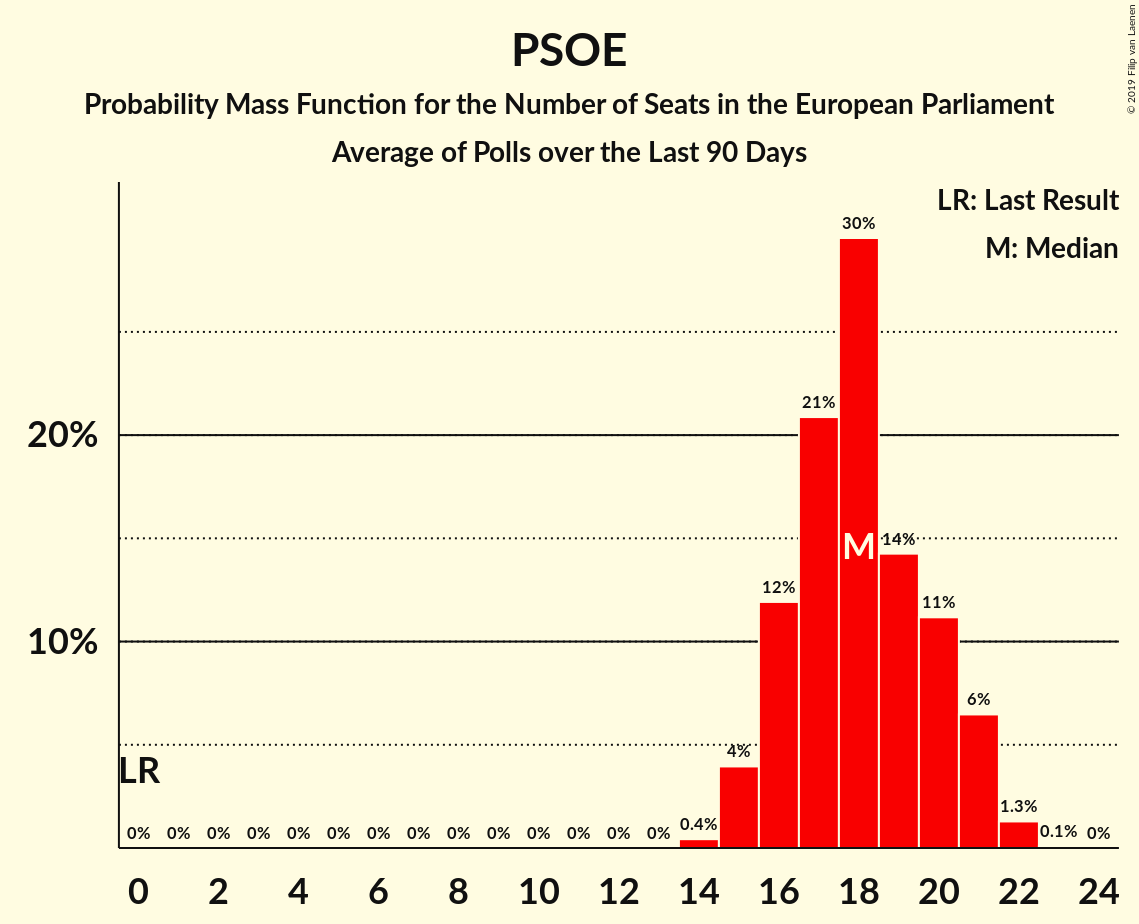 PSOE
Probability Mass Function for the Number of Seats in the European Parliament
Average of Polls over the Last 90 Days
© 2019 Filip van Laenen
LR: Last Result
M: Median
30%
21%
20%
M
14%
12%
11%
10%
6%
4%
LR
1.3%
0% 0% 0% 0% 0% 0% 0% 0% 0% 0% 0% 0% 0% 0% 0.4% 0.1% 0%
0 2 4 6 8 10 12 14 16 18 20 22 24